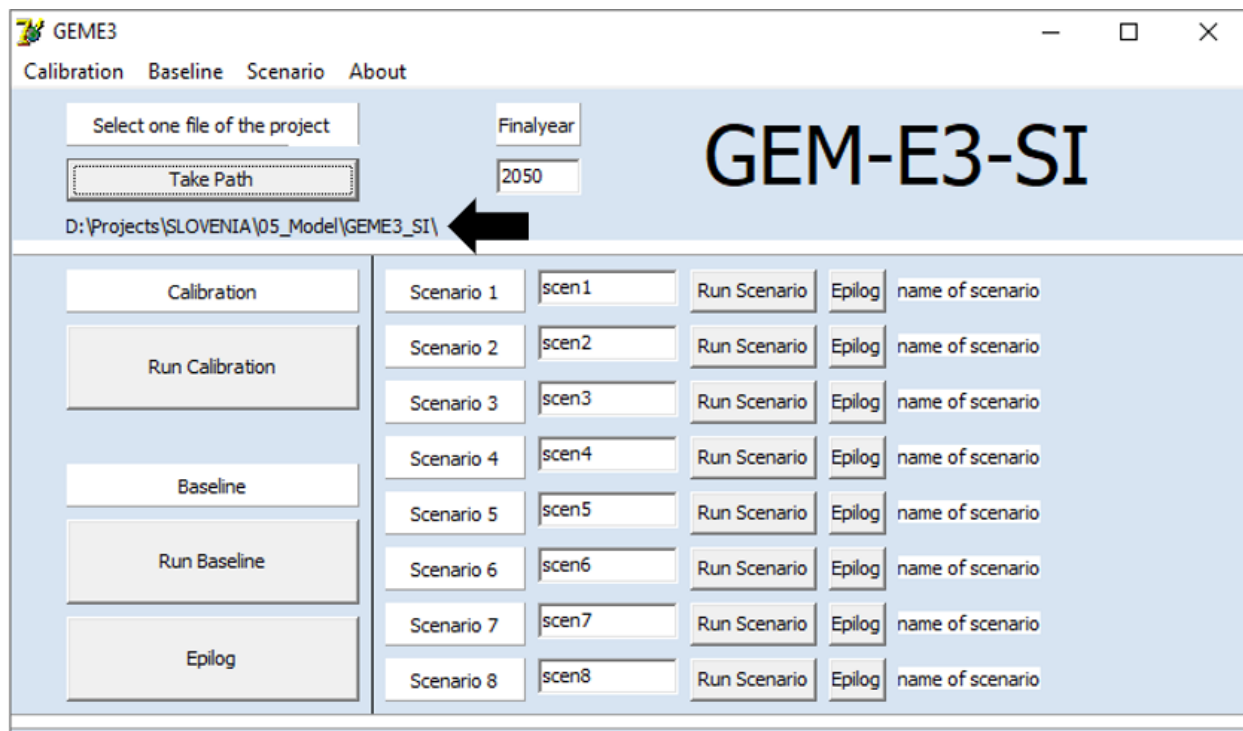 GEME3
Calibration Baseline Scenario About
Select one file of the project
Finalyear
Take Path
2050
GEM-E3-SI
D:\Projects\SLOVENIA\05_Model\GEME3_SI\
Calibration
Run Calibration
Baseline
Run Baseline
Epilog
Scenario 1 scen1 Run Scenario Epilog name of scenario
Scenario 2 scen2 Run Scenario Epilog name of scenario
Scenario 3 scen3 Run Scenario Epilog name of scenario
Scenario 4 scen4 Run Scenario Epilog name of scenario
Scenario 5 scen5 Run Scenario Epilog name of scenario
Scenario 6 scen6 Run Scenario Epilog name of scenario
Scenario 7 scen7 Run Scenario Epilog name of scenario
Scenario 8 scen8 Run Scenario Epilog name of scenario